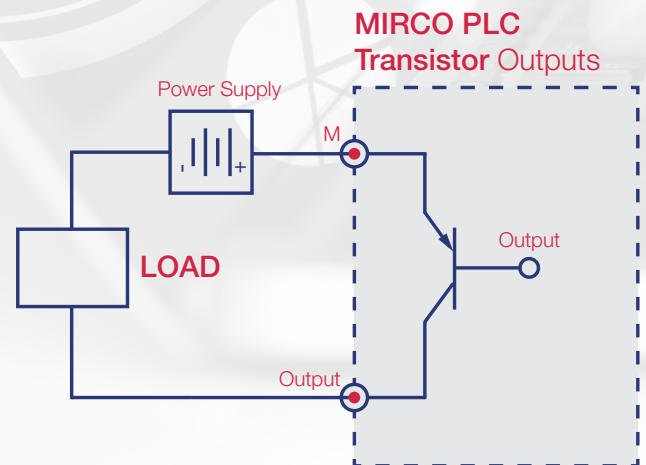 MIRCO PLC
Transistor Outputs
Power Supply
- +
M
LOAD
Output
Output